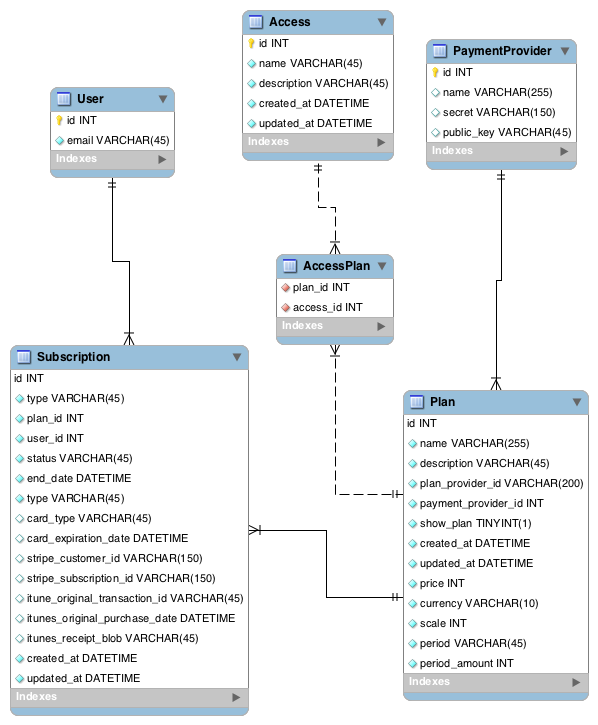 Access
id INT
name VARCHAR(45)
description VARCHAR(45)
created_at DATETIME
updated_at DATETIME
Indexes
PaymentProvider
id INT
name VARCHAR(255)
secret VARCHAR(150)
public_key VARCHAR(45)
Indexes
User
id INT
email VARCHAR(45)
Indexes
AccessPlan
plan_id INT
access_id INT
Indexes
Subscription
id INT
type VARCHAR(45)
plan_id INT
user_id INT
status VARCHAR(45)
end_date DATETIME
type VARCHAR(45)
card_type VARCHAR(45)
card_expiration_date DATETIME
stripe_customer_id VARCHAR(150)
stripe_subscription_id VARCHAR(150)
itune_original_transaction_id VARCHAR(45)
itunes_original_purchase_date DATETIME
itunes_receipt_blob VARCHAR(45)
created_at DATETIME
updated_at DATETIME
Indexes
Plan
id INT
name VARCHAR(255)
description VARCHAR(45)
plan_provider_id VARCHAR(200)
payment_provider_id INT
show_plan TINYINT(1)
created_at DATETIME
updated_at DATETIME
price INT
currency VARCHAR(10)
scale INT
period VARCHAR(45)
period_amount INT
Indexes